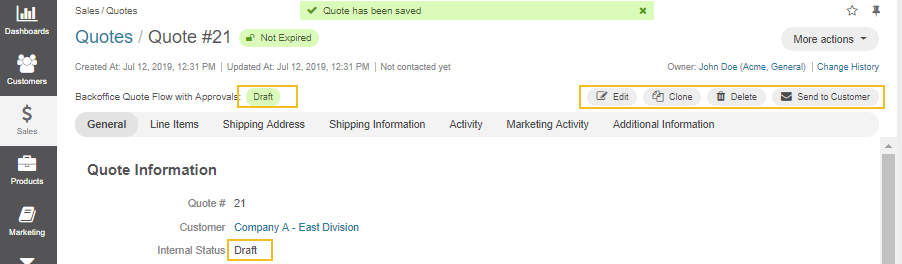 Sales / Quotes
✔ Quote has been saved ×
Dashboards
Quotes / Quote #21 Not Expired
More actions
Customers
Created At: Jul 12, 2019, 12:31 PM | Updated At: Jul 12, 2019, 12:31 PM | Not contacted yet
Owner: John Doe (Acme, General) | Change History
Backoffice Quote Flow with Approvals: Draft
Edit Clone Delete Send to Customer
Sales
General Line Items Shipping Address Shipping Information Activity Marketing Activity Additional Information
Quote Information
Products
Quote # 21
Customer Company A - East Division
Marketing
Internal Status Draft